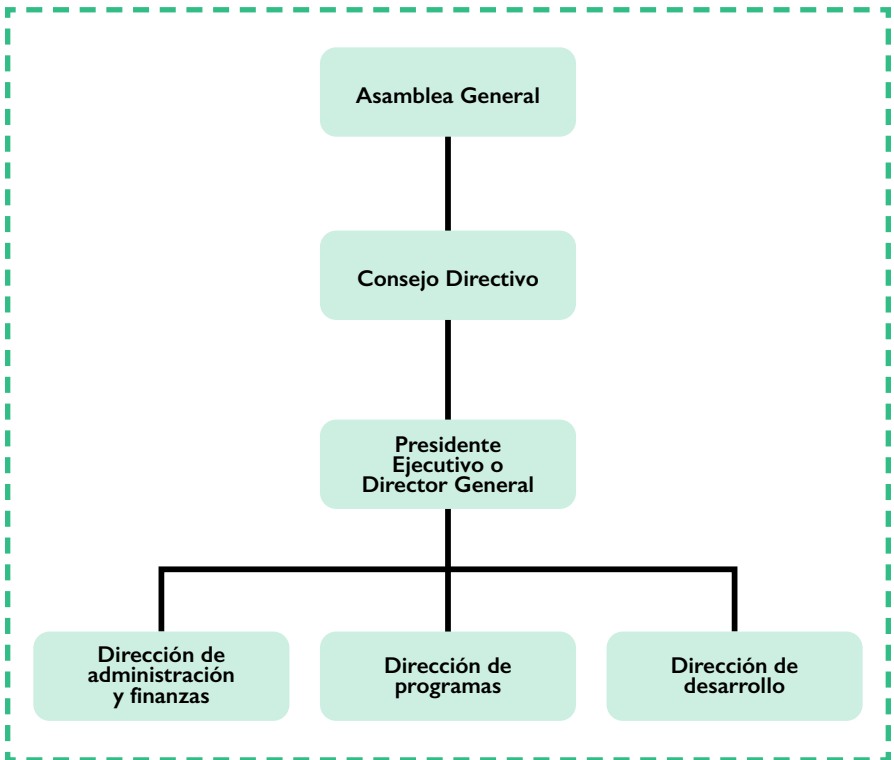 Asamblea General
Consejo Directivo
Presidente
Ejecutivo o
Director General
Dirección de
administración
y finanzas
Dirección de
programas
Dirección de
desarrollo